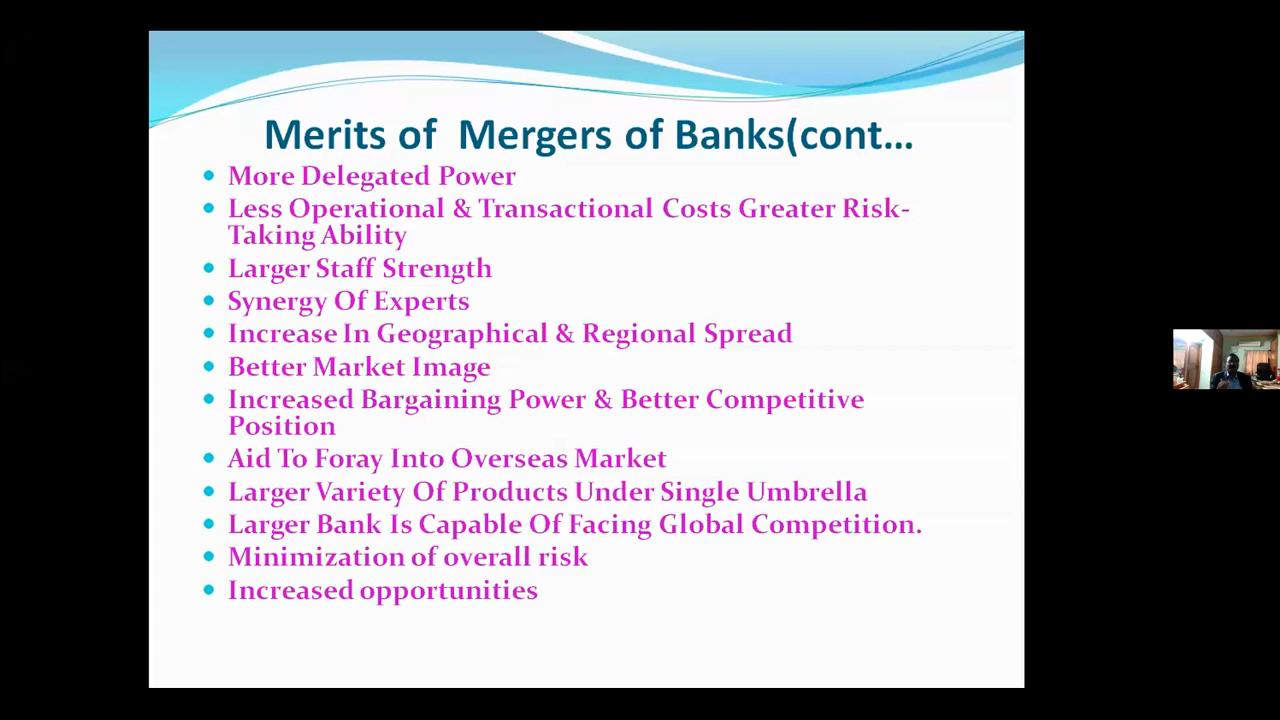 Merits of Mergers of Banks(cont...
• More Delegated Power
• Less Operational & Transactional Costs Greater Risk-
Taking Ability
• Larger Staff Strength
• Synergy Of Experts
• Increase In Geographical & Regional Spread
• Better Market Image
• Increased Bargaining Power & Better Competitive
Position
• Aid To Foray Into Overseas Market
• Larger Variety Of Products Under Single Umbrella
• Larger Bank Is Capable Of Facing Global Competition.
• Minimization of overall risk
• Increased opportunities